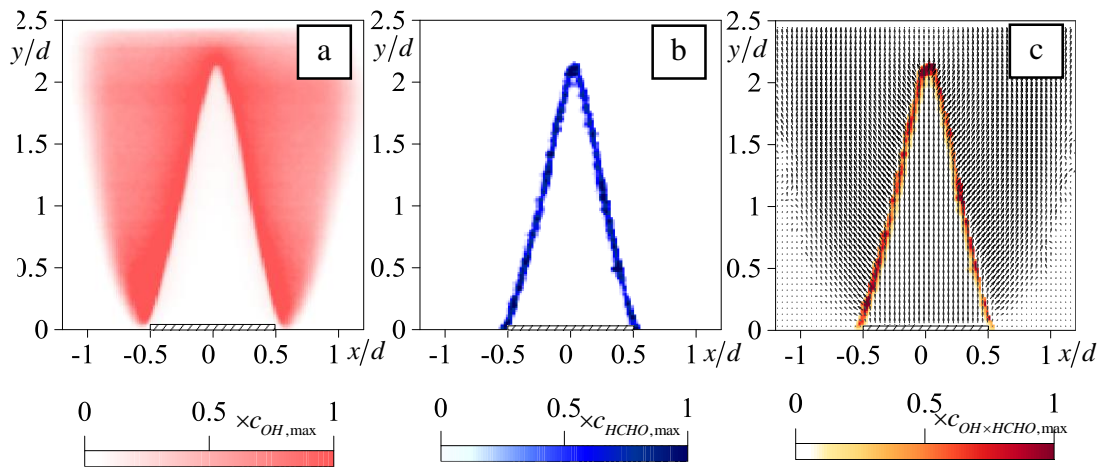 2.5 2.5 2.5
y/d a y/d b y/d c
2 2 2
1.5 1.5 1.5
1 1 1
0.5 0.5 0.5
0 0 0
-1 -0.5 0 0.5 1 x/d -1 -0.5 0 0.5 x/d -1 -0.5 0 0.5 1 x/d
0 0.5 ×c_OH,max 1 0 0.5 ×c_HCHO,max 1 0 0.5 ×c_OH×HCHO,max 1